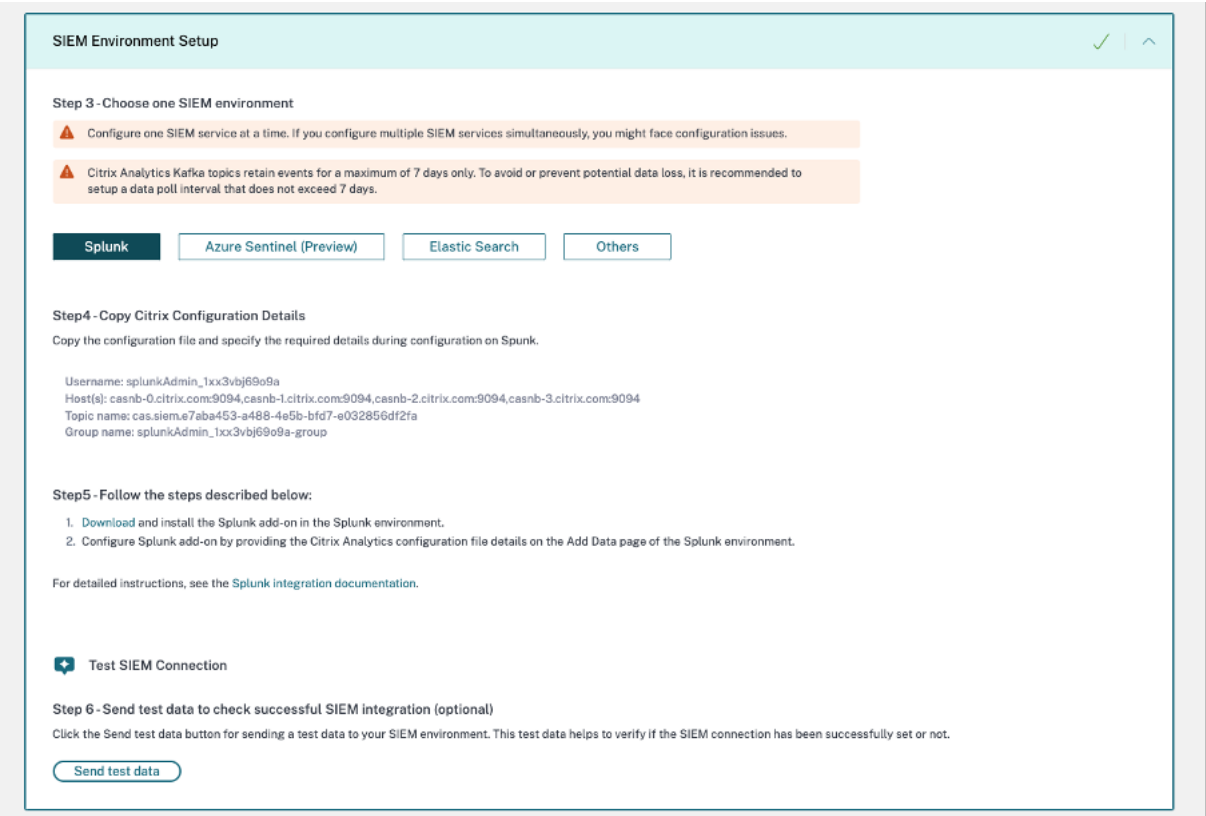 SIEM Environment Setup
Step 3 - Choose one SIEM environment
Configure one SIEM service at a time. If you configure multiple SIEM services simultaneously, you might face configuration issues.
Citrix Analytics Kafka topics retain events for a maximum of 7 days only. To avoid or prevent potential data loss, it is recommended to
setup a data poll interval that does not exceed 7 days.
Splunk
Azure Sentinel (Preview)
Elastic Search
Others
Step4 - Copy Citrix Configuration Details
Copy the configuration file and specify the required details during configuration on Spunk.
Username: splunkAdmin_1xx3vbj69o9a
Host(s): casnb-0.citrix.com:9094,casnb-1.citrix.com:9094,casnb-2.citrix.com:9094,casnb-3.citrix.com:9094
Topic name: cas.siem.e7aba453-a488-4e5b-bfd7-e032856df2fa
Group name: splunkAdmin_1xx3vbj69o9a-group
Step5 - Follow the steps described below:
1. Download and install the Splunk add-on in the Splunk environment.
2. Configure Splunk add-on by providing the Citrix Analytics configuration file details on the Add Data page of the Splunk environment.
For detailed instructions, see the Splunk integration documentation.
Test SIEM Connection
Step 6 - Send test data to check successful SIEM integration (optional)
Click the Send test data button for sending a test data to your SIEM environment. This test data helps to verify if the SIEM connection has been successfully set or not.
Send test data